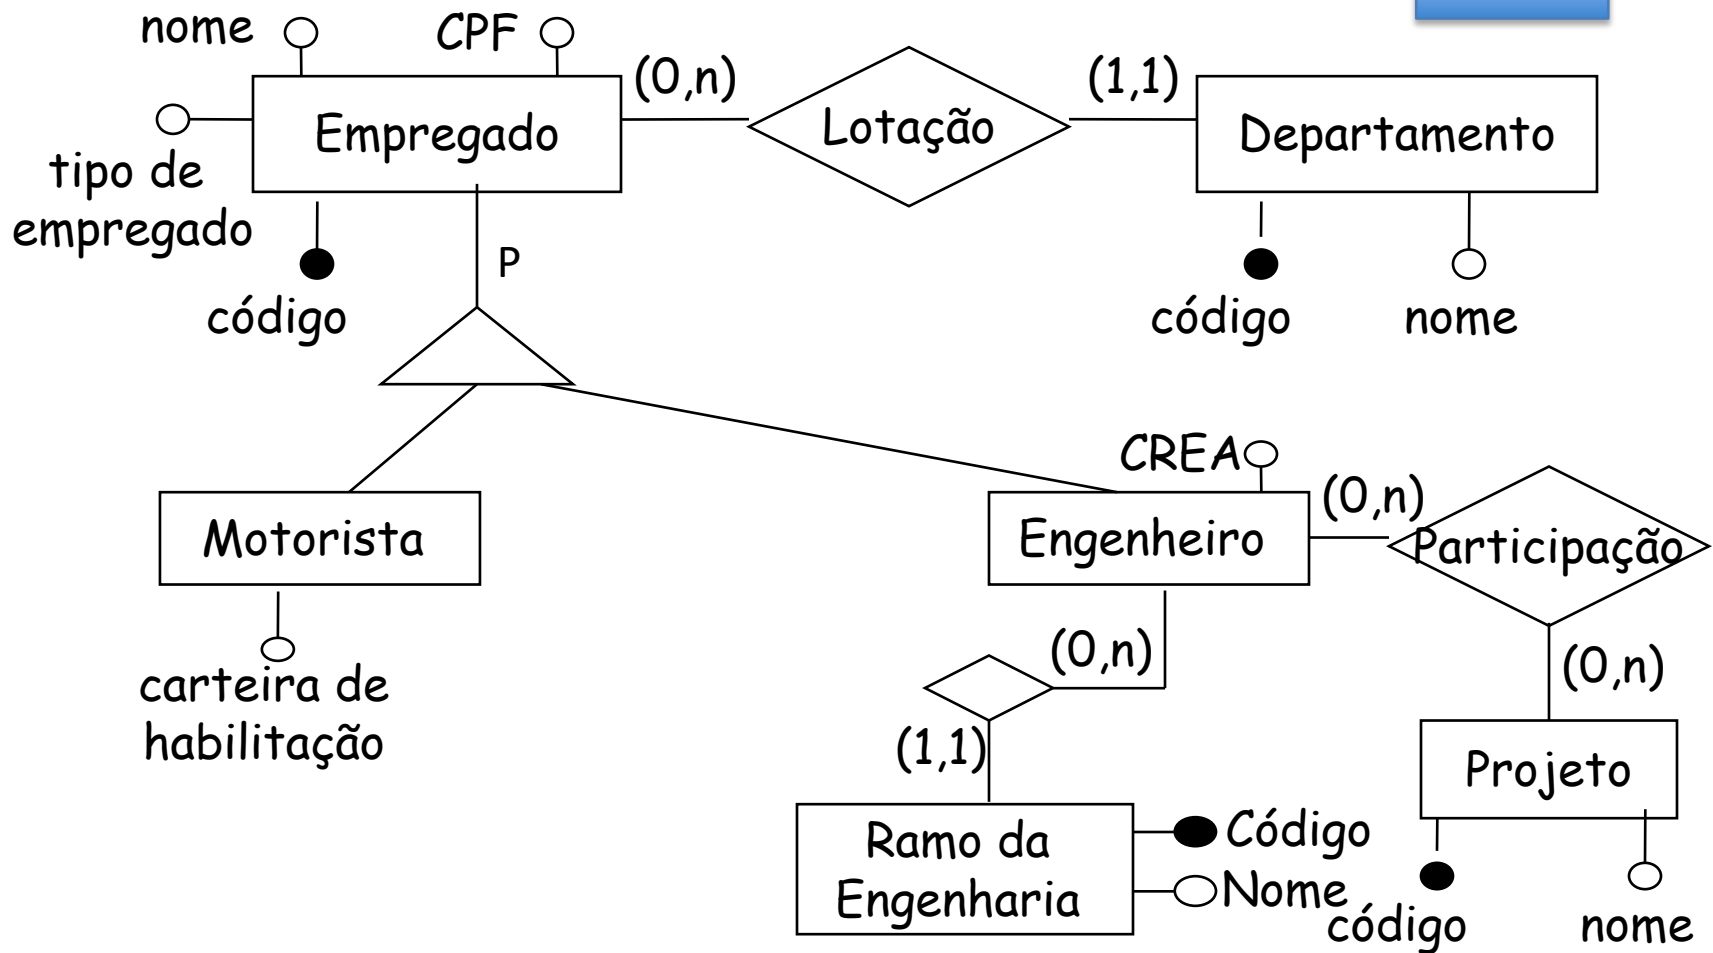 nome
CPF
(0,n)
(1,1)
Empregado
Lotação
Departamento
tipo de
empregado
P
código
código
nome
CREA
(0,n)
Motorista
Engenheiro
Participação
(0,n)
(0,n)
carteira de
habilitação
(1,1)
Projeto
Ramo da
Engenharia
Código
Nome
código
nome